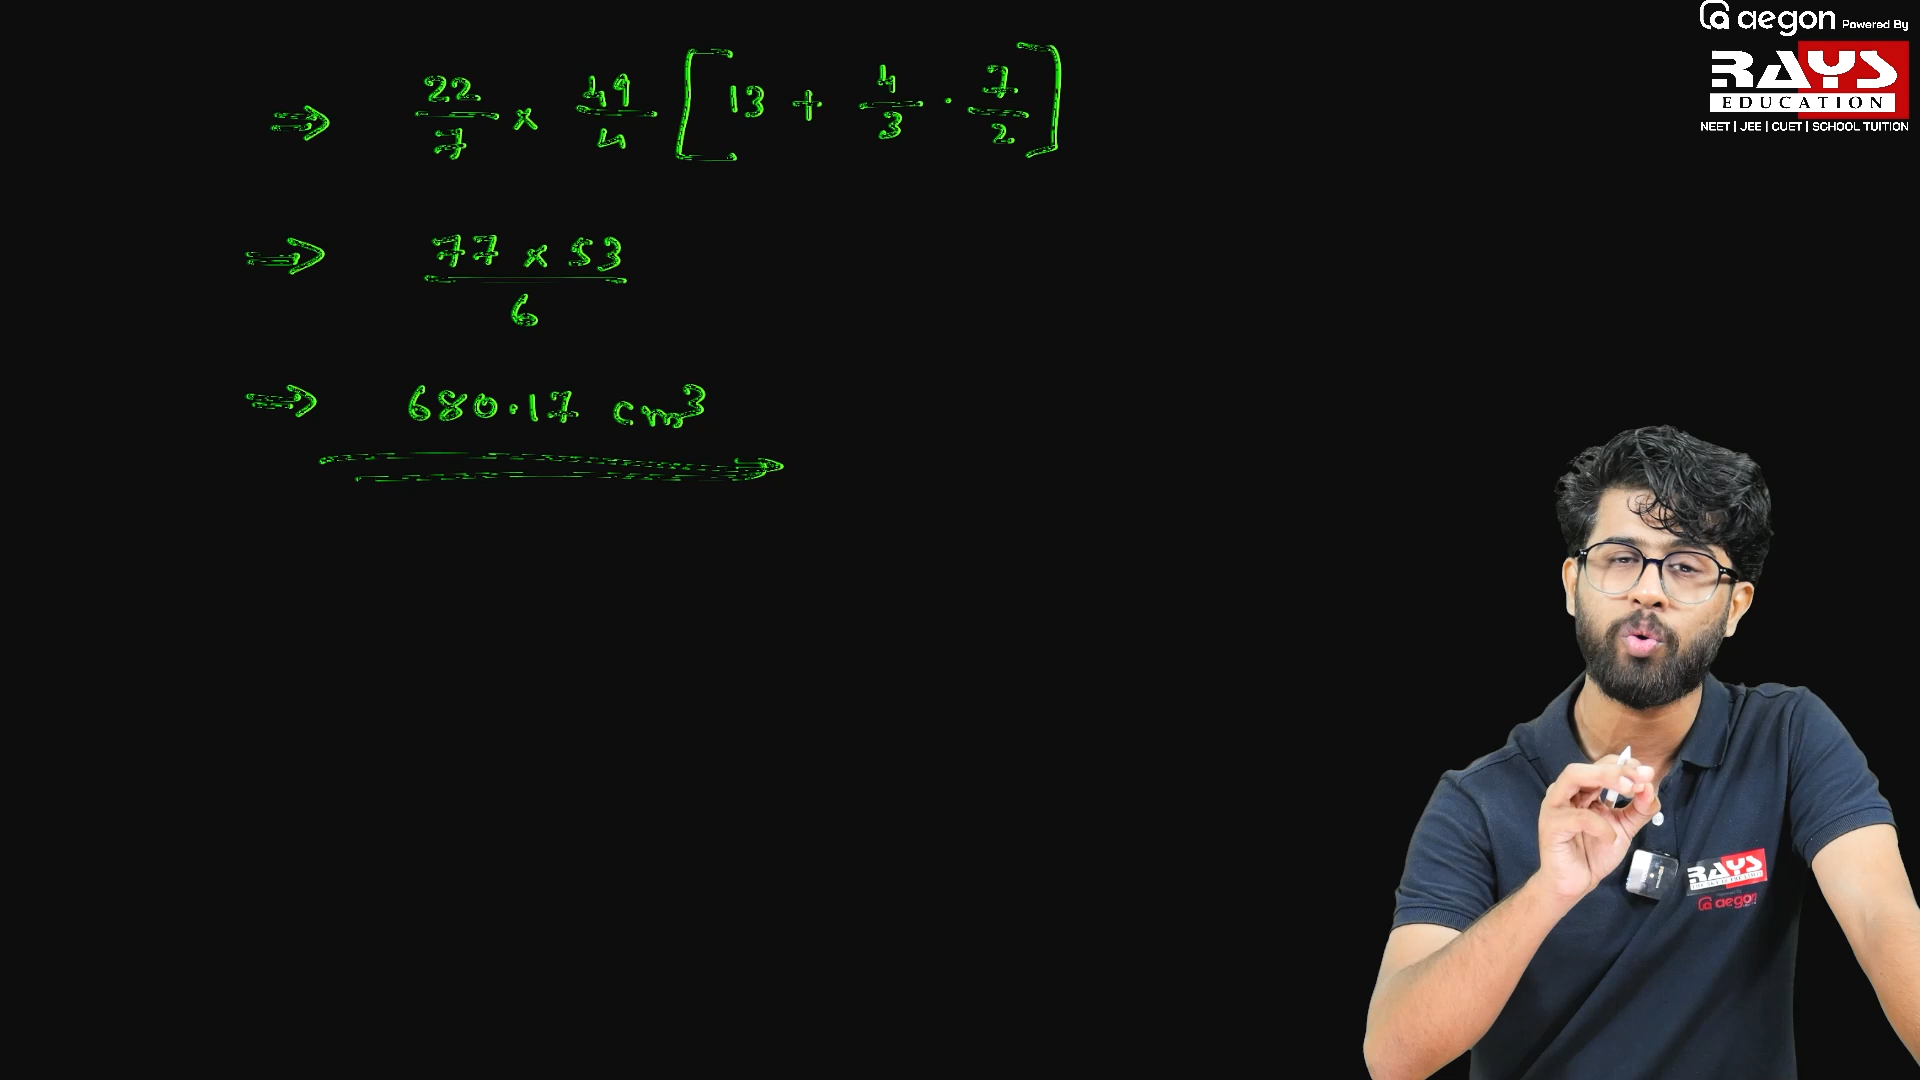 aegon Powered By
RAYS
EDUCATION
NEET | JEE | CUET | SCHOOL TUITION
⇒ 22/7 × 49/4 [13 + 4/3 · 7/2]
⇒ 77 × 53 / 6
⇒ 680.17 cm³
RAYS
aegon